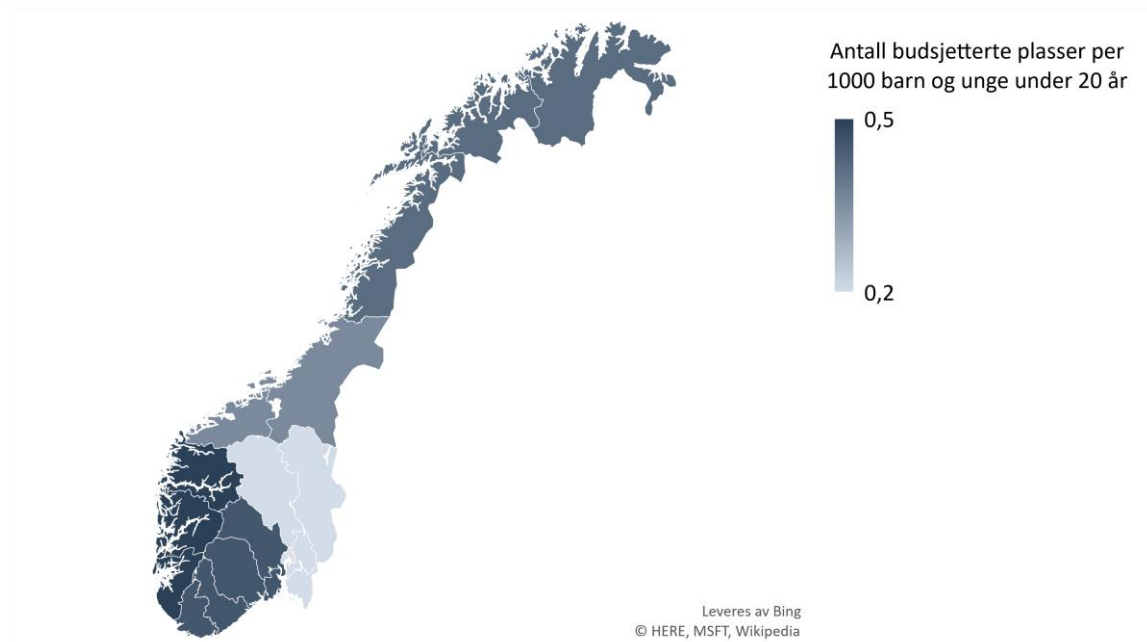 Antall budsjetterte plasser per
1000 barn og unge under 20 år
0,5
0,2
Leveres av Bing
© HERE, MSFT, Wikipedia